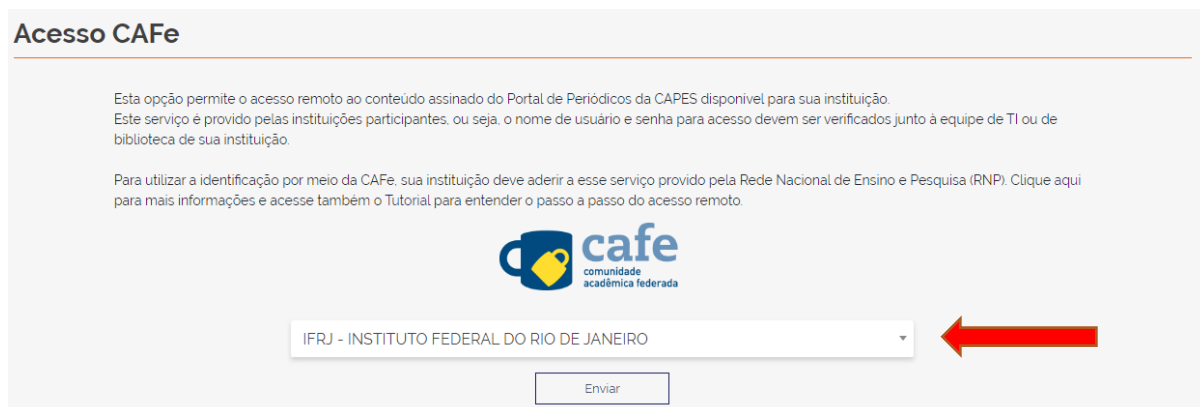 Acesso CAFe
Esta opção permite o acesso remoto ao conteúdo assinado do Portal de Periódicos da CAPES disponível para sua instituição.
Este serviço é provido pelas instituições participantes, ou seja, o nome de usuário e senha para acesso devem ser verificados junto à equipe de TI ou de
biblioteca de sua instituição.
Para utilizar a identificação por meio da CAFe, sua instituição deve aderir a esse serviço provido pela Rede Nacional de Ensino e Pesquisa (RNP). Clique aqui
para mais informações e acesse também o Tutorial para entender o passo a passo do acesso remoto.
cafe
comunidade
acadêmica federada
IFRJ - INSTITUTO FEDERAL DO RIO DE JANEIRO
Enviar